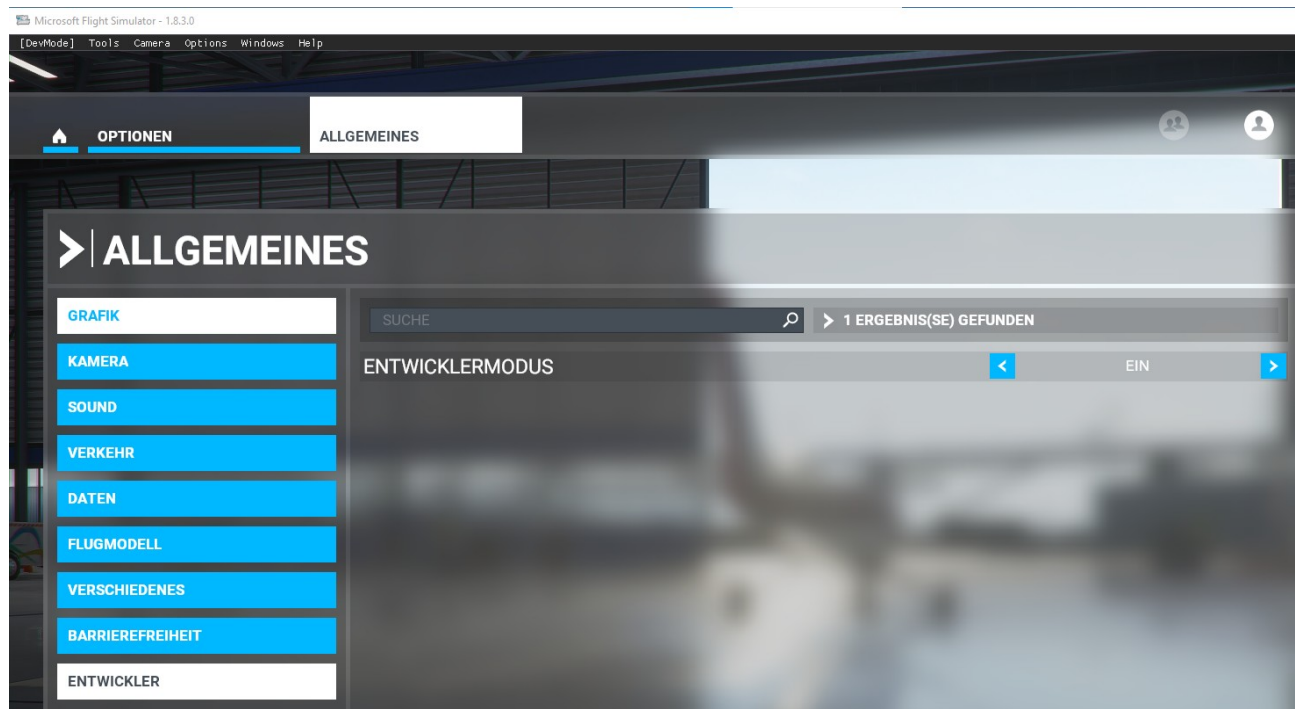 Microsoft Flight Simulator - 1.8.3.0
[DevMode] Tools Camera Options Windows Help
OPTIONEN ALLGEMEINES
ALLGEMEINES
GRAFIK
SUCHE
1 ERGEBNIS(SE) GEFUNDEN
KAMERA
ENTWICKLERMODUS
EIN
SOUND
VERKEHR
DATEN
FLUGMODELL
VERSCHIEDENES
BARRIEREFREIHEIT
ENTWICKLER